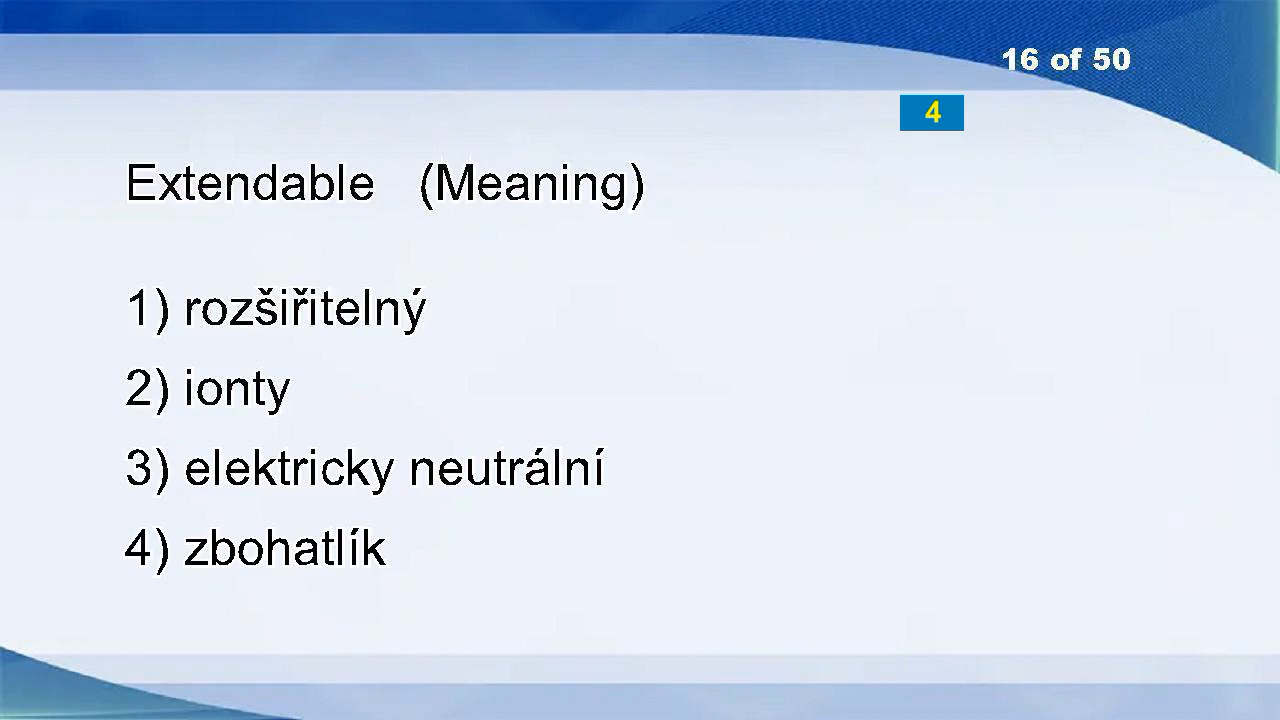 16 of 50
4
Extendable (Meaning)
1) rozšiřitelný
2) ionty
3) elektricky neutrální
4) zbohatlík